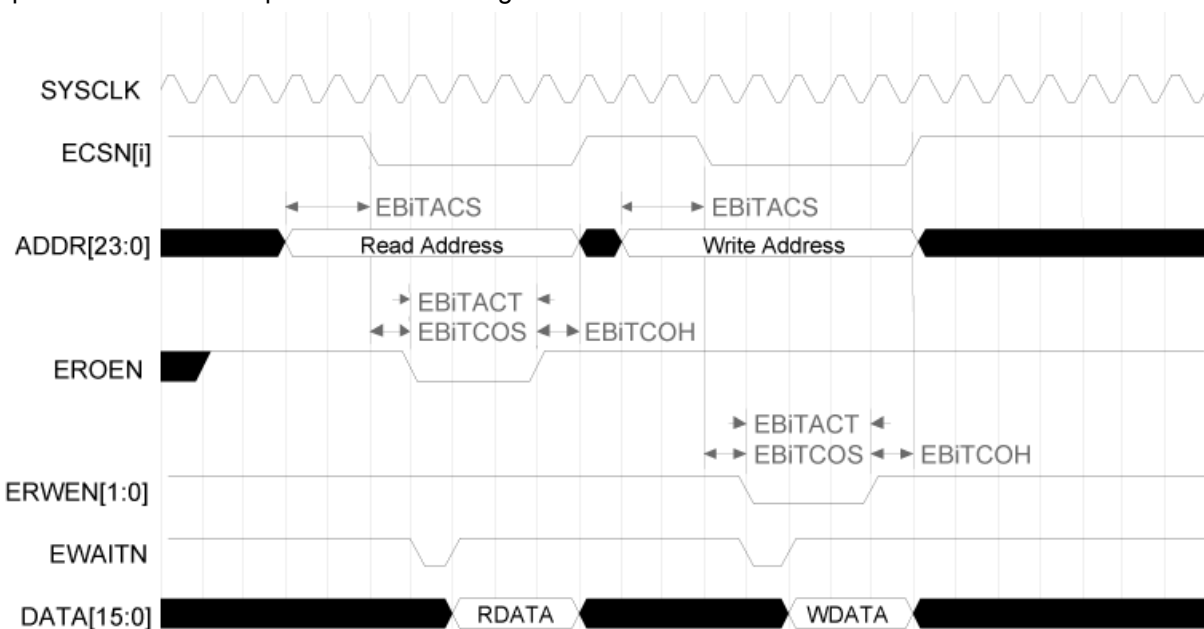 SYSCLK
ECSN[i]
EBiTACS EBiTACS
ADDR[23:0] Read Address Write Address
EBiTACT
EBiTCOS EBiTCOH
EROEN
EBiTACT
EBiTCOS EBiTCOH
ERWEN[1:0]
EWAITN
DATA[15:0] RDATA WDATA